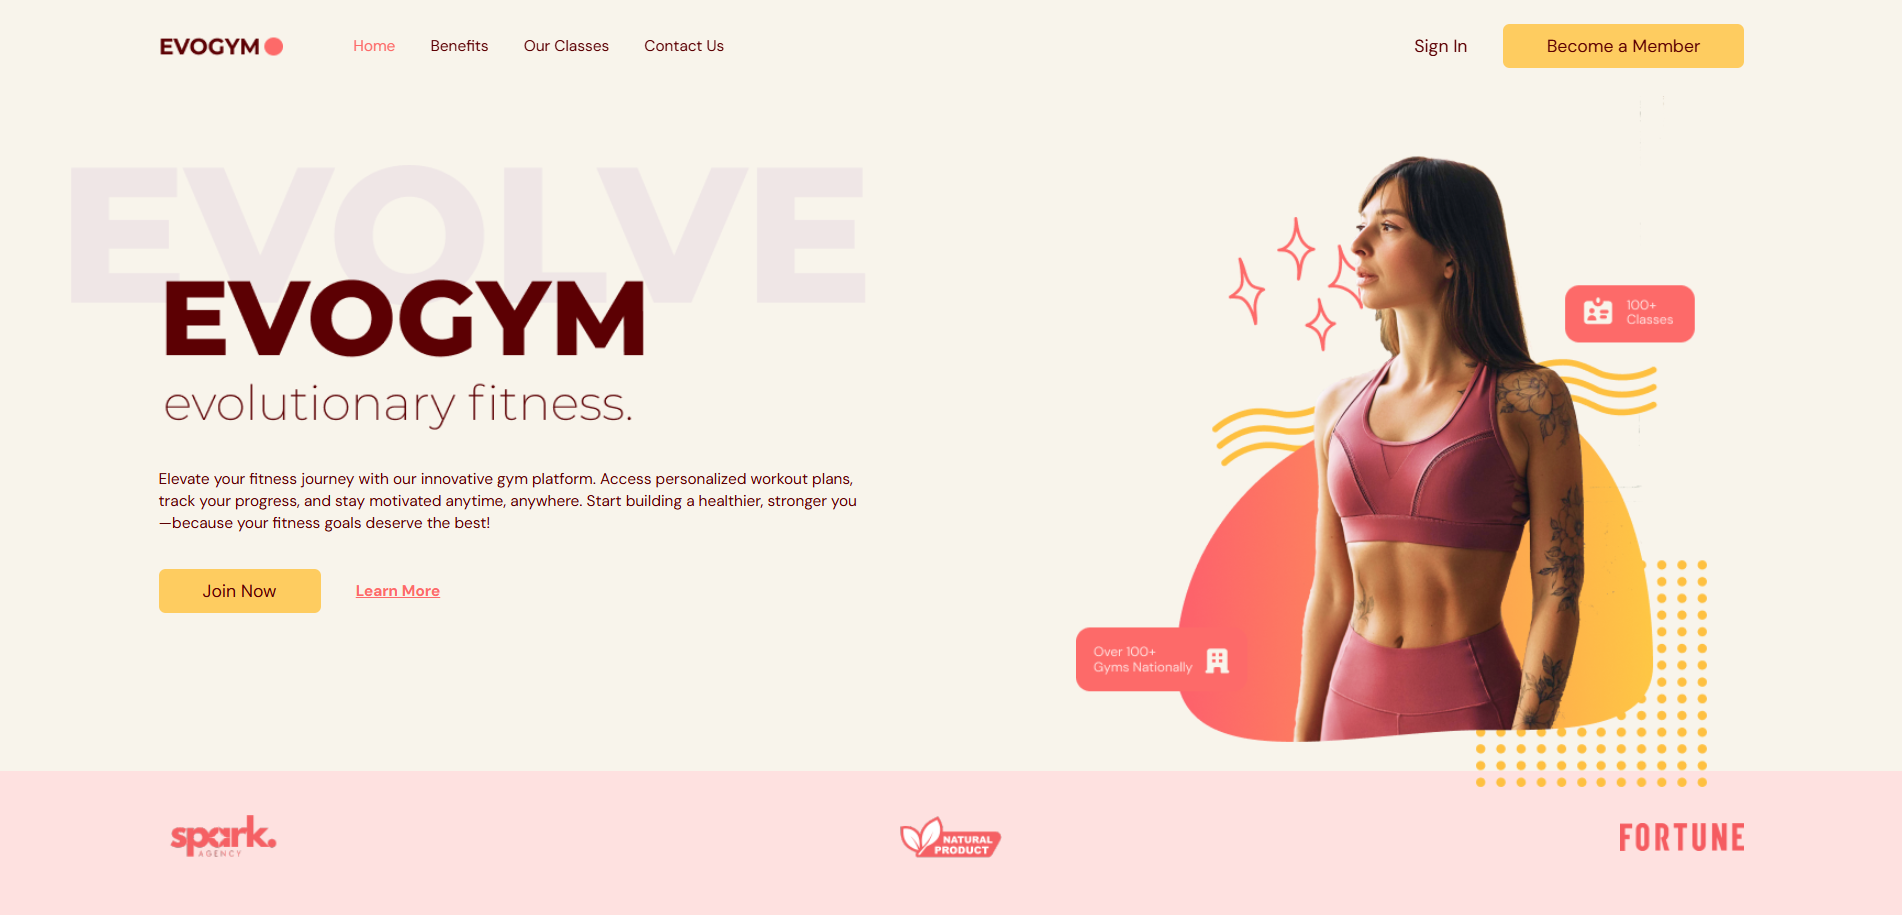 EVOGYM
Home
Benefits
Our Classes
Contact Us
Sign In
Become a Member
EVOLVE
EVOGYM
evolutionary fitness.
Elevate your fitness journey with our innovative gym platform. Access personalized workout plans,
track your progress, and stay motivated anytime, anywhere. Start building a healthier, stronger you
—because your fitness goals deserve the best!
Join Now
Learn More
100+
Classes
Over 100+
Gyms Nationally
spark.
AGENCY
NATURAL
PRODUCT
FORTUNE